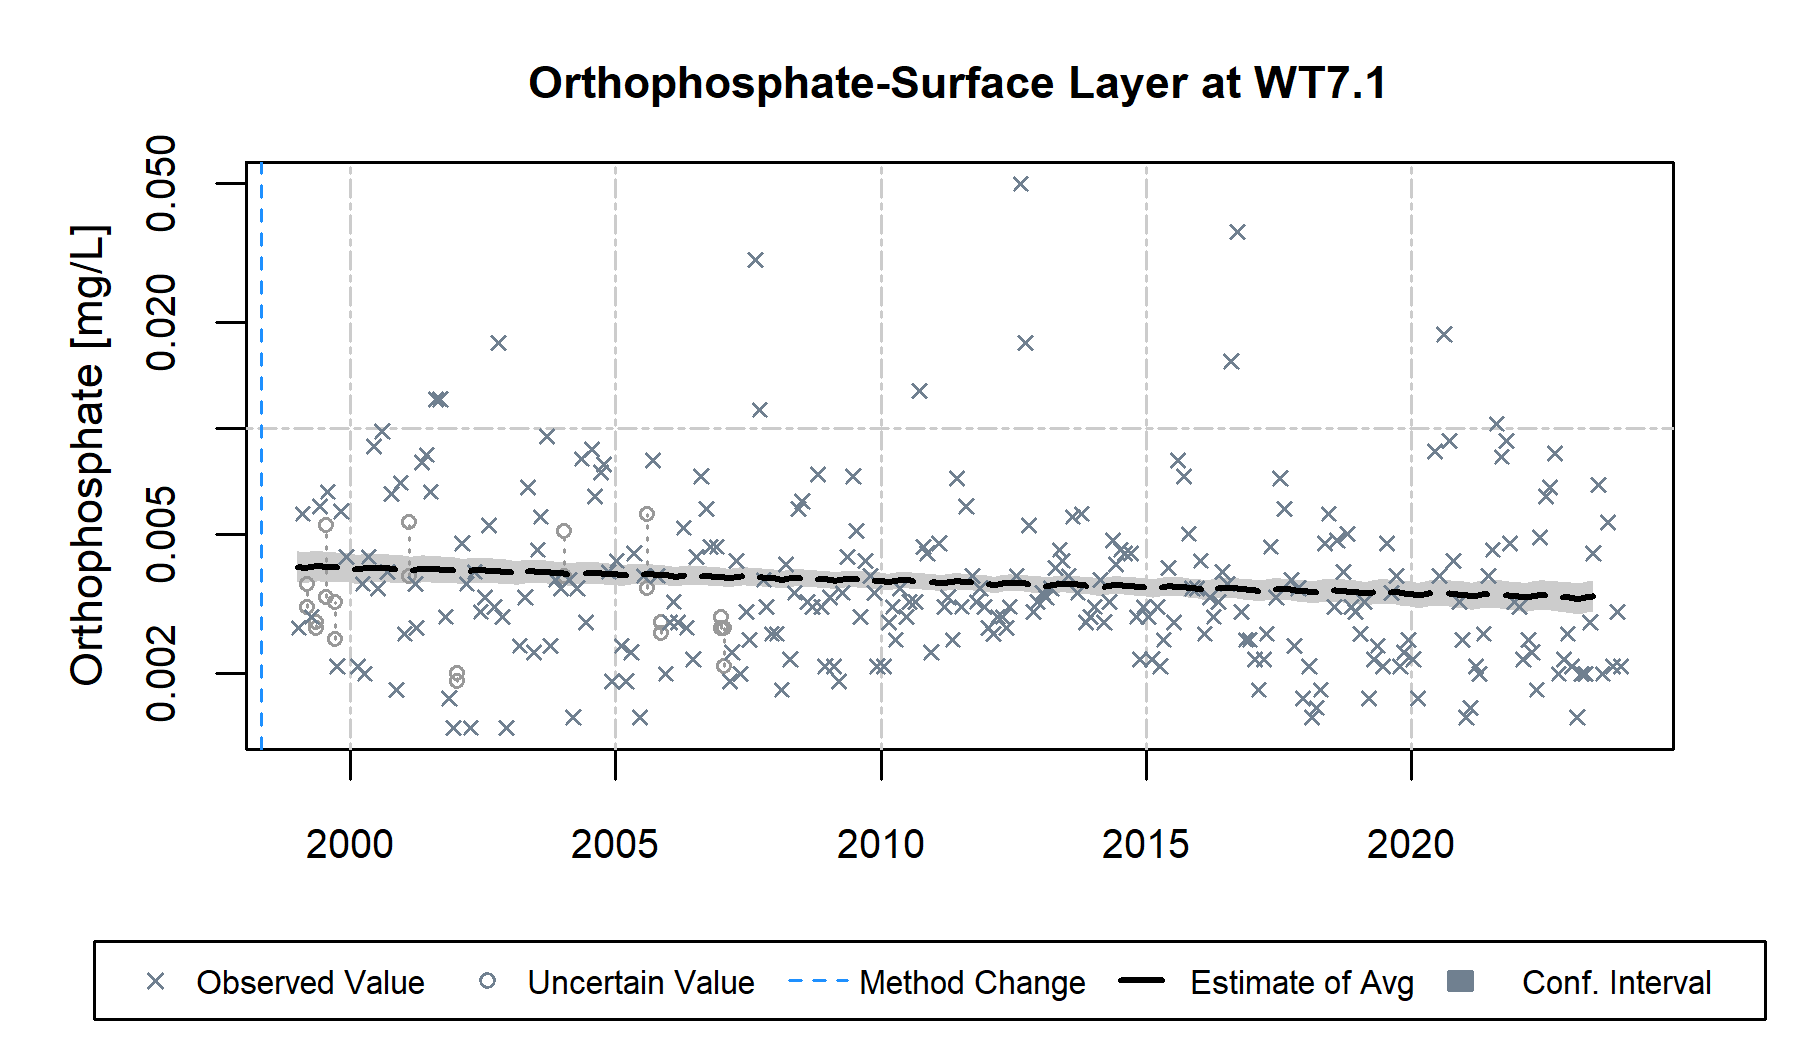 Orthophosphate-Surface Layer at WT7.1
Orthophosphate [mg/L]
0.050
0.020
0.005
0.002
2000 2005 2010 2015 2020
Observed Value Uncertain Value Method Change Estimate of Avg Conf. Interval